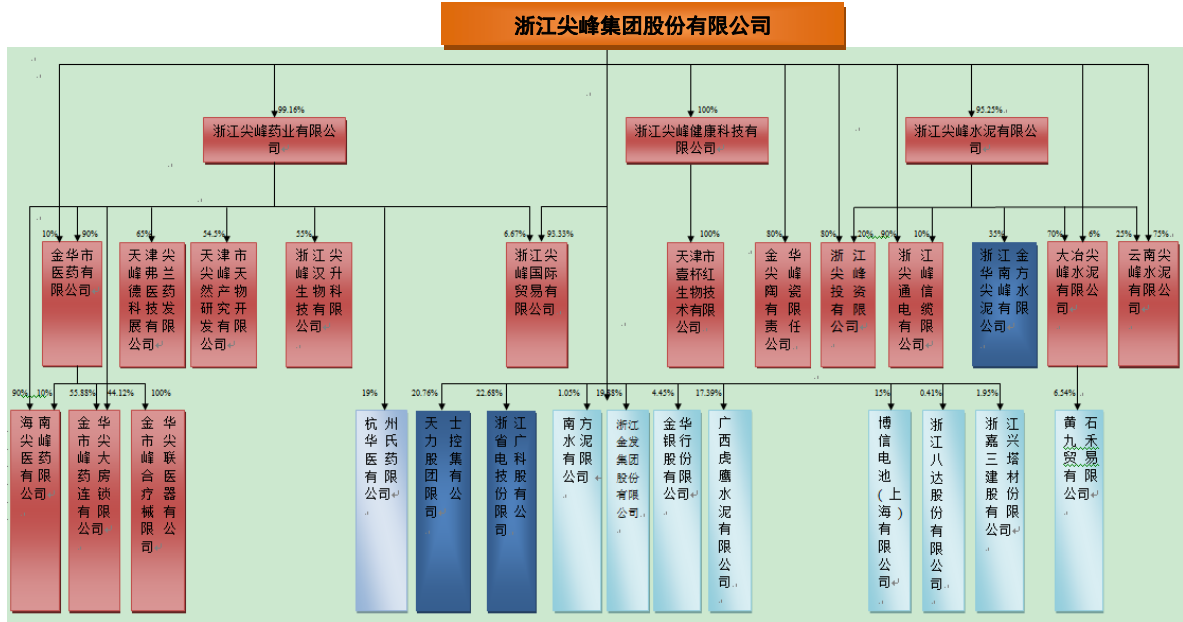 浙江尖峰集团股份有限公司
99.16%
100%
95.25%
浙江尖峰药业有限公
司
浙江尖峰健康科技有
限公司
浙江尖峰水泥有限公
司
10%
90%
65%
54.5%
55%
6.67%
93.33%
100%
80%
80%
20%
90%
10%
35%
70%
6%
25%
75%
金华市
医药有
限公司
天津尖
峰弗兰
德医药
科技发
展有限
公司
天津市
尖峰天
然产物
研究开
发有限
公司
浙江尖
峰汉升
生物科
技有限
公司
浙江尖
峰国际
贸易有
限公司
天津市
壹杯红
生物技
术有限
公司
金华
尖峰
陶瓷
有限
责任
公司
浙江
尖峰
投资
有限
公司
浙江
尖峰
通信
电缆
有限
公司
浙江金
华南方
尖峰水
泥有限
公司
大冶尖
峰水泥
有限公
司
云南尖
峰水泥
有限公
司
90%
10%
55.88%
44.12%
100%
19%
20.76%
22.68%
1.05%
4.45%
17.39%
15%
0.41%
1.95%
6.54%
海南
尖峰
医药
有限
公司
金华
市尖
峰大
药房
连锁
有限
公司
金华
市尖
峰联
合医
疗器
械有
限公
司
杭州
华氏
医药
有限
公司
天士
力控
股集
团有
限公
司
浙江
省广
电科
技股
份有
限公
司
南方
水泥
有限
公司
浙江
金发
集团
股份
有限
公司
金华
银行
股份
有限
公司
广西虎鹰水泥有限公司
博信电池(上海)有限公司
浙江八达股份有限公司
浙江
嘉兴
三塔
建材
股份
有限
公司
黄石
九禾
贸易
有限
公司